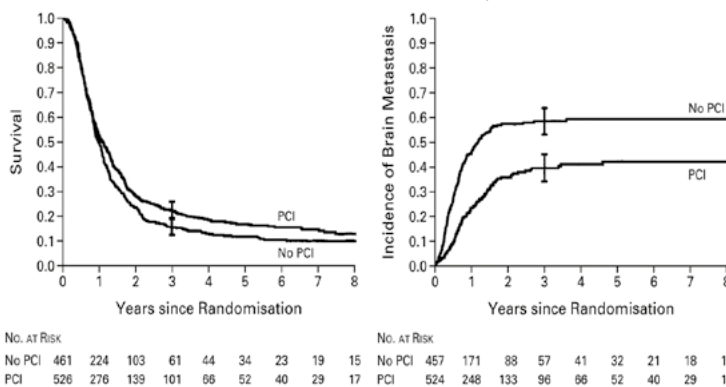 1.0
0.9
0.8
0.7
0.6
0.5
0.4
0.3
0.2
0.1
0.0
Survival
PCI
No PCI
0 1 2 3 4 5 6 7 8
Years since Randomisation
No. AT RISK
No PCI 461 224 103 61 44 34 23 19 15
PCI 526 276 139 101 66 52 40 29 17
1.0
0.9
0.8
0.7
0.6
0.5
0.4
0.3
0.2
0.1
0.0
Incidence of Brain Metastasis
No PCI
PCI
0 1 2 3 4 5 6 7 8
Years since Randomisation
No. AT RISK
No PCI 457 171 88 57 41 32 21 18
PCI 524 248 133 96 66 52 40 29